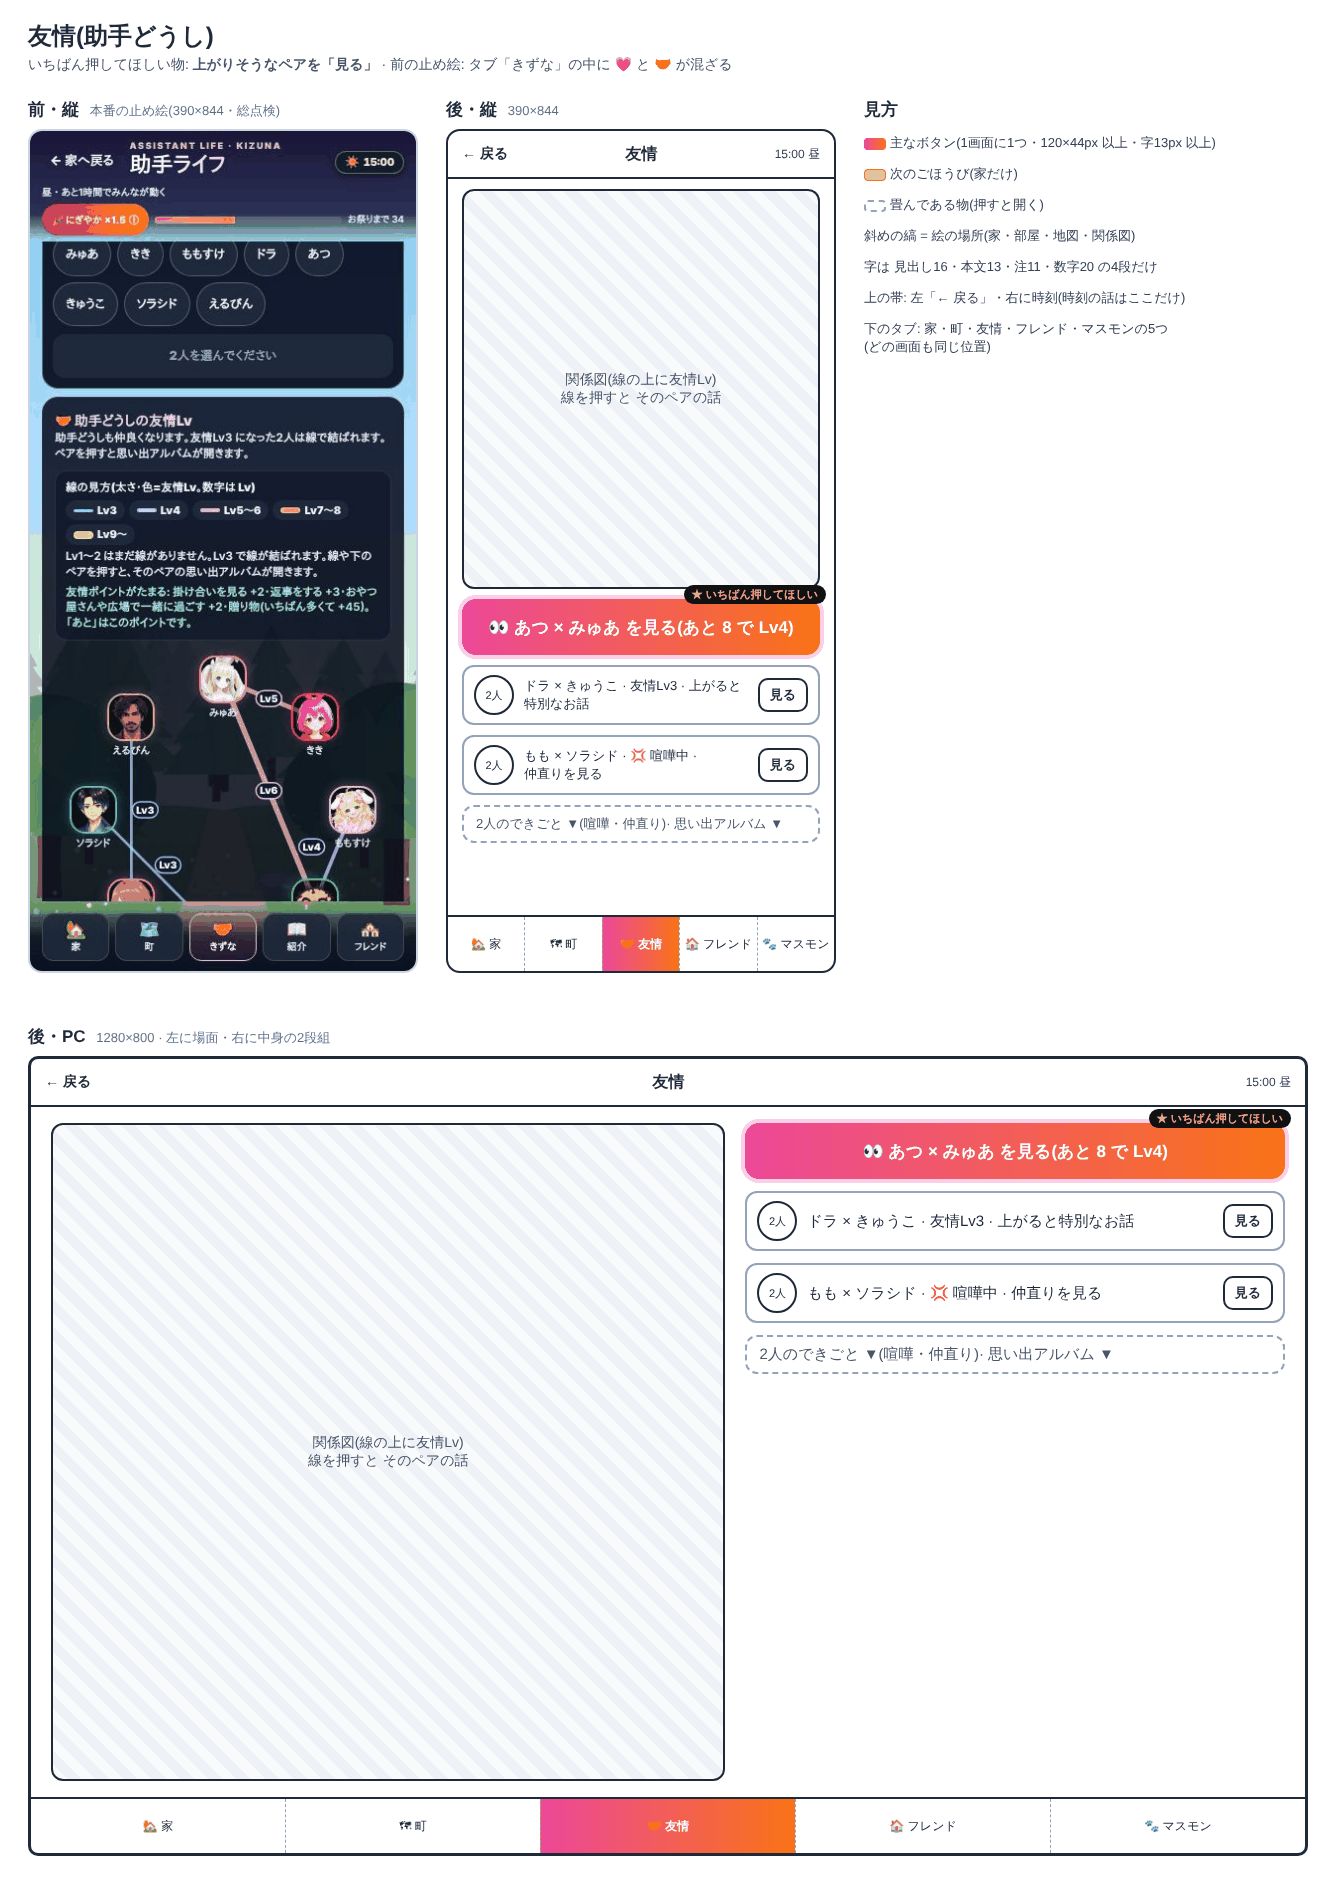 友情(助手どうし)
いちばん押してほしい物: 上がりそうなペアを「見る」 · 前の止め絵: タブ「きずな」の中に 💗 と 🤝 が混ざる
前・縦 本番の止め絵(390×844・総点検)
← 家へ戻る
ASSISTANT LIFE · KIZUNA
助手ライフ
15:00
昼・あと1時間でみんなが動く
にぎやか ×1.5 ⓘ
お祭りまで 34
みゅあ
きき
ももすけ
ドラ
あつ
きゅうこ
ソラシド
えるびん
2人を選んでください
🤝 助手どうしの友情Lv
助手どうしも仲良くなります。友情Lv3 になった2人は線で結ばれます。
ペアを押すと思い出アルバムが開きます。
線の見方(太さ・色=友情Lv。数字は Lv)
Lv3
Lv4
Lv5〜6
Lv7〜8
Lv9〜
Lv1〜2 はまだ線がありません。Lv3 で線が結ばれます。線や下の
ペアを押すと、そのペアの思い出アルバムが開きます。
友情ポイントがたまる: 掛け合いを見る +2・返事をする +3・おやつ
屋さんや広場で一緒に過ごす +2・贈り物(いちばん多くて +45)。
「あと」はこのポイントです。
みゅあ
Lv5
えるびん
きき
Lv6
Lv3
ソラシド
Lv4
ももすけ
Lv3
🏡 家
🗺 町
🤝 きずな
📖 紹介
🏘 フレンド
後・縦 390×844
← 戻る
友情
15:00 昼
関係図(線の上に友情Lv)
線を押すと そのペアの話
★ いちばん押してほしい
👀 あつ × みゅあ を見る(あと 8 で Lv4)
2人
ドラ × きゅうこ · 友情Lv3 · 上がると
特別なお話
見る
2人
もも × ソラシド · 💢 喧嘩中 ·
仲直りを見る
見る
2人のできごと ▼(喧嘩・仲直り)· 思い出アルバム ▼
🏡 家
🗺 町
🤝 友情
🏠 フレンド
🐾 マスモン
見方
主なボタン(1画面に1つ・120×44px 以上・字13px 以上)
次のごほうび(家だけ)
畳んである物(押すと開く)
斜めの縞 = 絵の場所(家・部屋・地図・関係図)
字は 見出し16・本文13・注11・数字20 の4段だけ
上の帯: 左「← 戻る」・右に時刻(時刻の話はここだけ)
下のタブ: 家・町・友情・フレンド・マスモンの5つ
(どの画面も同じ位置)
後・PC 1280×800 · 左に場面・右に中身の2段組
← 戻る
友情
15:00 昼
関係図(線の上に友情Lv)
線を押すと そのペアの話
★ いちばん押してほしい
👀 あつ × みゅあ を見る(あと 8 で Lv4)
2人
ドラ × きゅうこ · 友情Lv3 · 上がると特別なお話
見る
2人
もも × ソラシド · 💢 喧嘩中 · 仲直りを見る
見る
2人のできごと ▼(喧嘩・仲直り)· 思い出アルバム ▼
🏡 家
🗺 町
🤝 友情
🏠 フレンド
🐾 マスモン